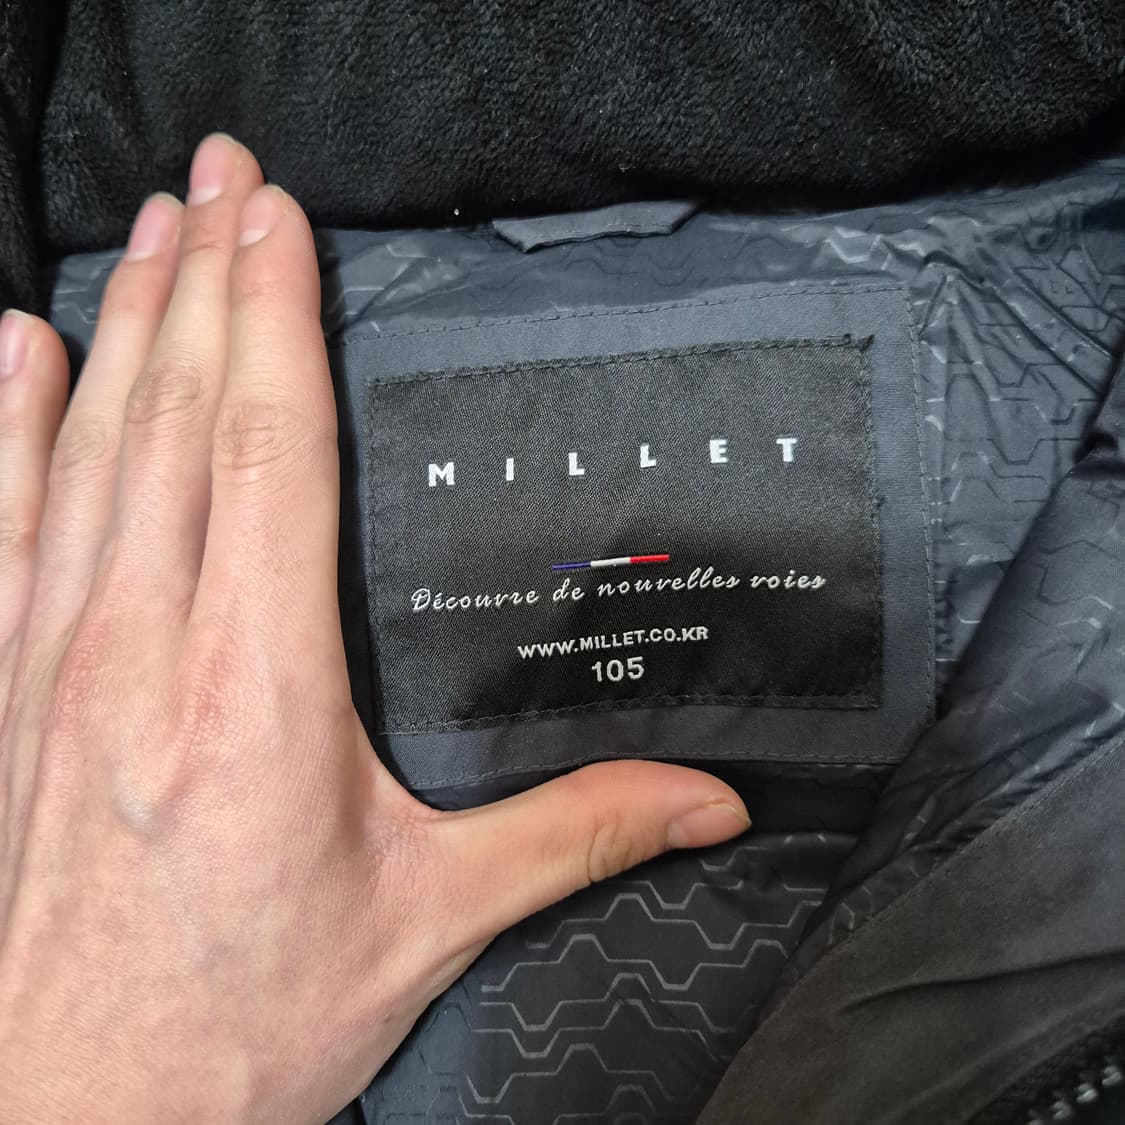 MILLET
Découvre de nouvelles voies
WWW.MILLET.CO.KR
105